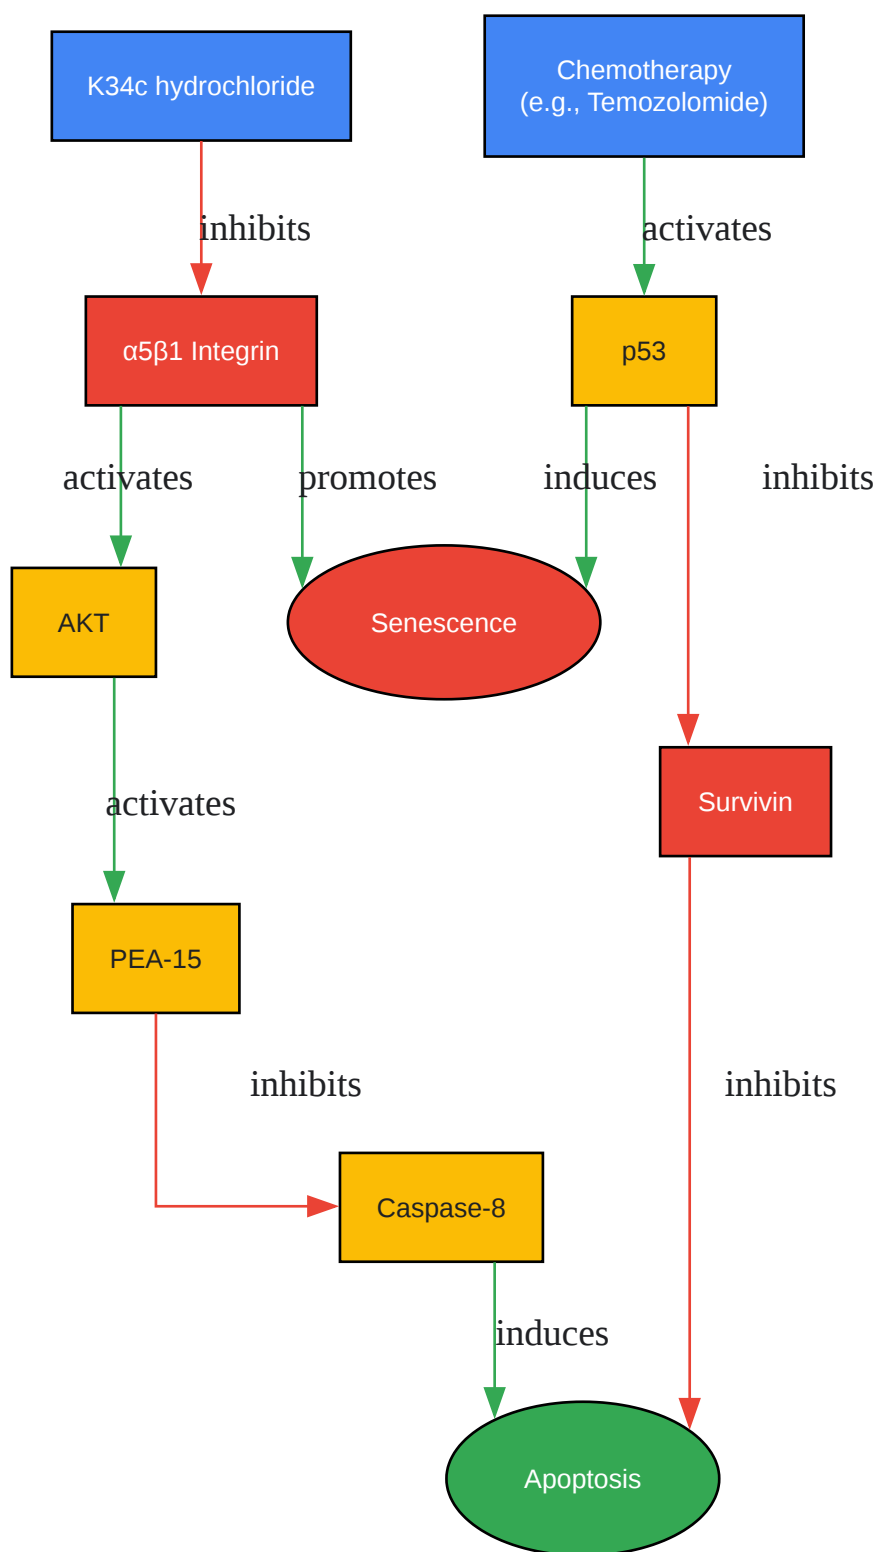 K34c hydrochloride
Chemotherapy
(e.g., Temozolomide)
inhibits
activates
α5β1 Integrin
p53
activates
promotes
induces
inhibits
AKT
Senescence
activates
Survivin
PEA-15
inhibits
inhibits
Caspase-8
induces
Apoptosis